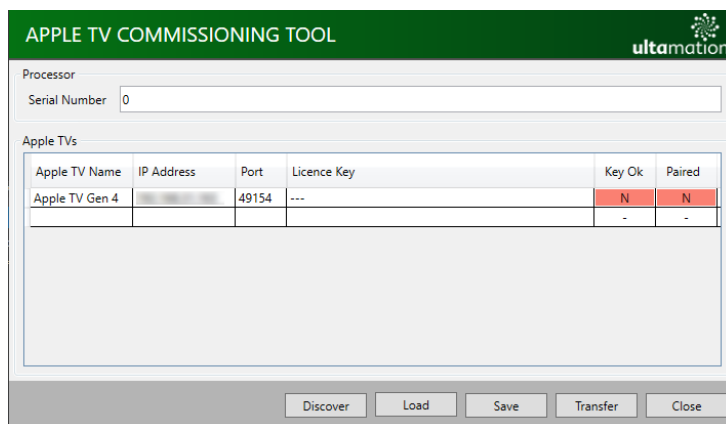 APPLE TV COMMISSIONING TOOL
ultamation
Processor
Serial Number 0
Apple TVs
Apple TV Name IP Address Port Licence Key Key Ok Paired
Apple TV Gen 4 49154 --- N N
- -
Discover Load Save Transfer Close